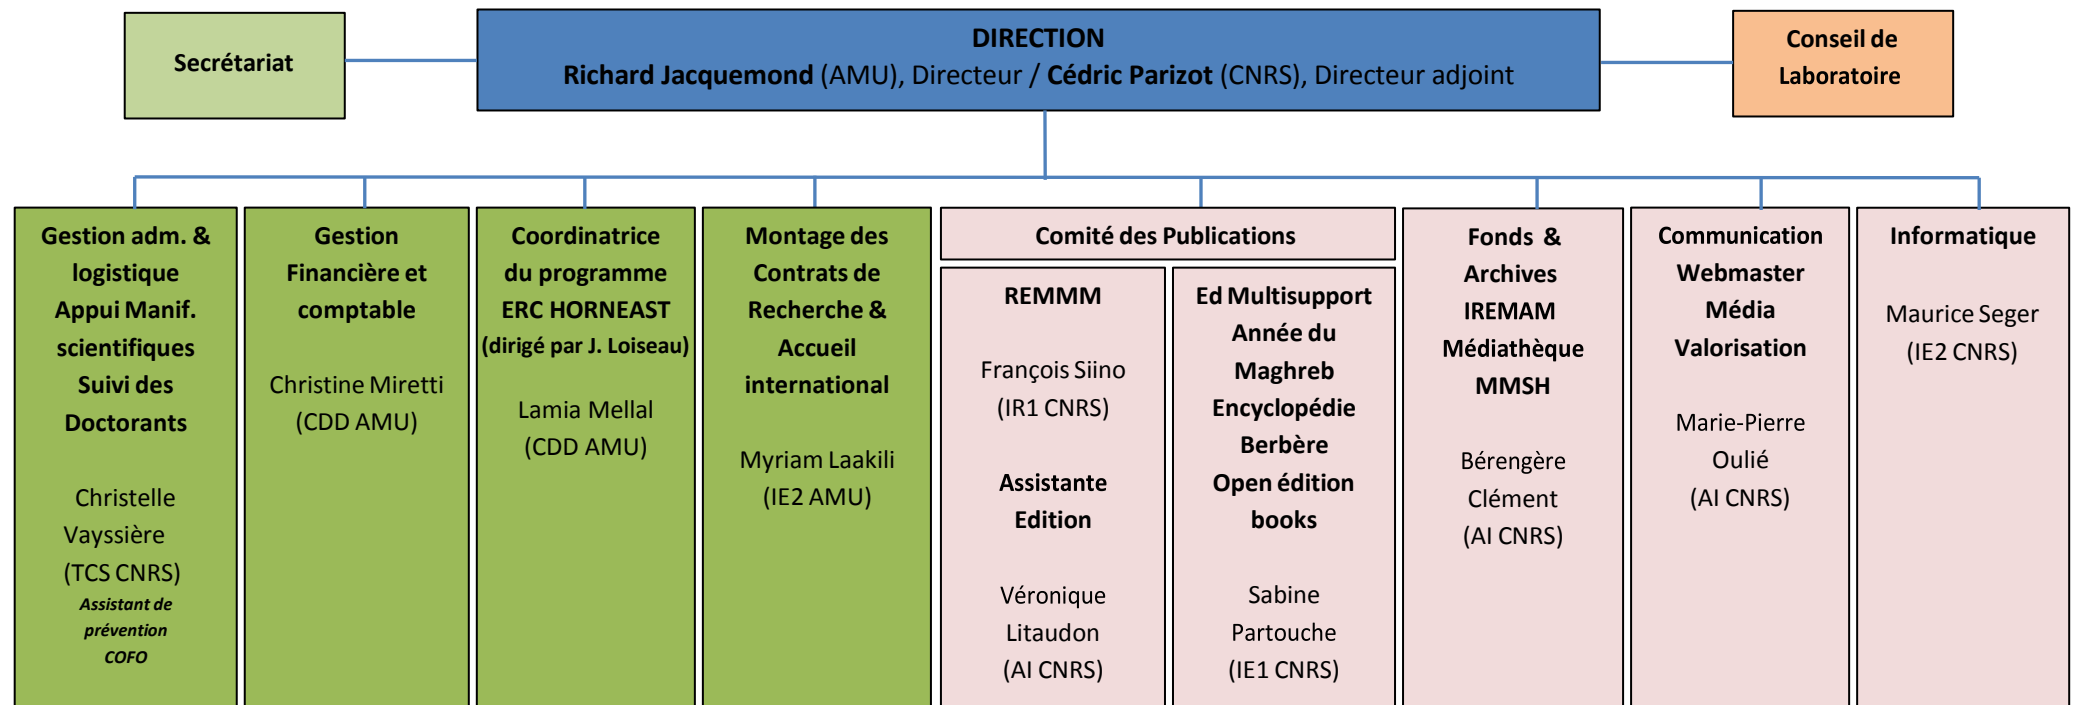 Secrétariat
DIRECTION
Richard Jacquemond (AMU), Directeur / Cédric Parizot (CNRS), Directeur adjoint
Conseil de
Laboratoire
Gestion adm. &
logistique
Appui Manif.
scientifiques
Suivi des
Doctorants
Christelle
Vayssière
(TCS CNRS)
Assistant de
prévention
COFO
Gestion
Financière et
comptable
Christine Miretti
(CDD AMU)
Coordinatrice
du programme
ERC HORNEAST
(dirigé par J. Loiseau)
Lamia Mellal
(CDD AMU)
Montage des
Contrats de
Recherche &
Accueil
international
Myriam Laakili
(IE2 AMU)
Comité des Publications
REMMM
François Siino
(IR1 CNRS)
Assistante
Edition
Véronique
Litaudon
(AI CNRS)
Ed Multisupport
Année du
Maghreb
Encyclopédie
Berbère
Open édition
books
Sabine
Partouche
(IE1 CNRS)
Fonds &
Archives
IREMAM
Médiathèque
MMSH
Bérengère
Clément
(AI CNRS)
Communication
Webmaster
Média
Valorisation
Marie-Pierre
Oulié
(AI CNRS)
Informatique
Maurice Seger
(IE2 CNRS)